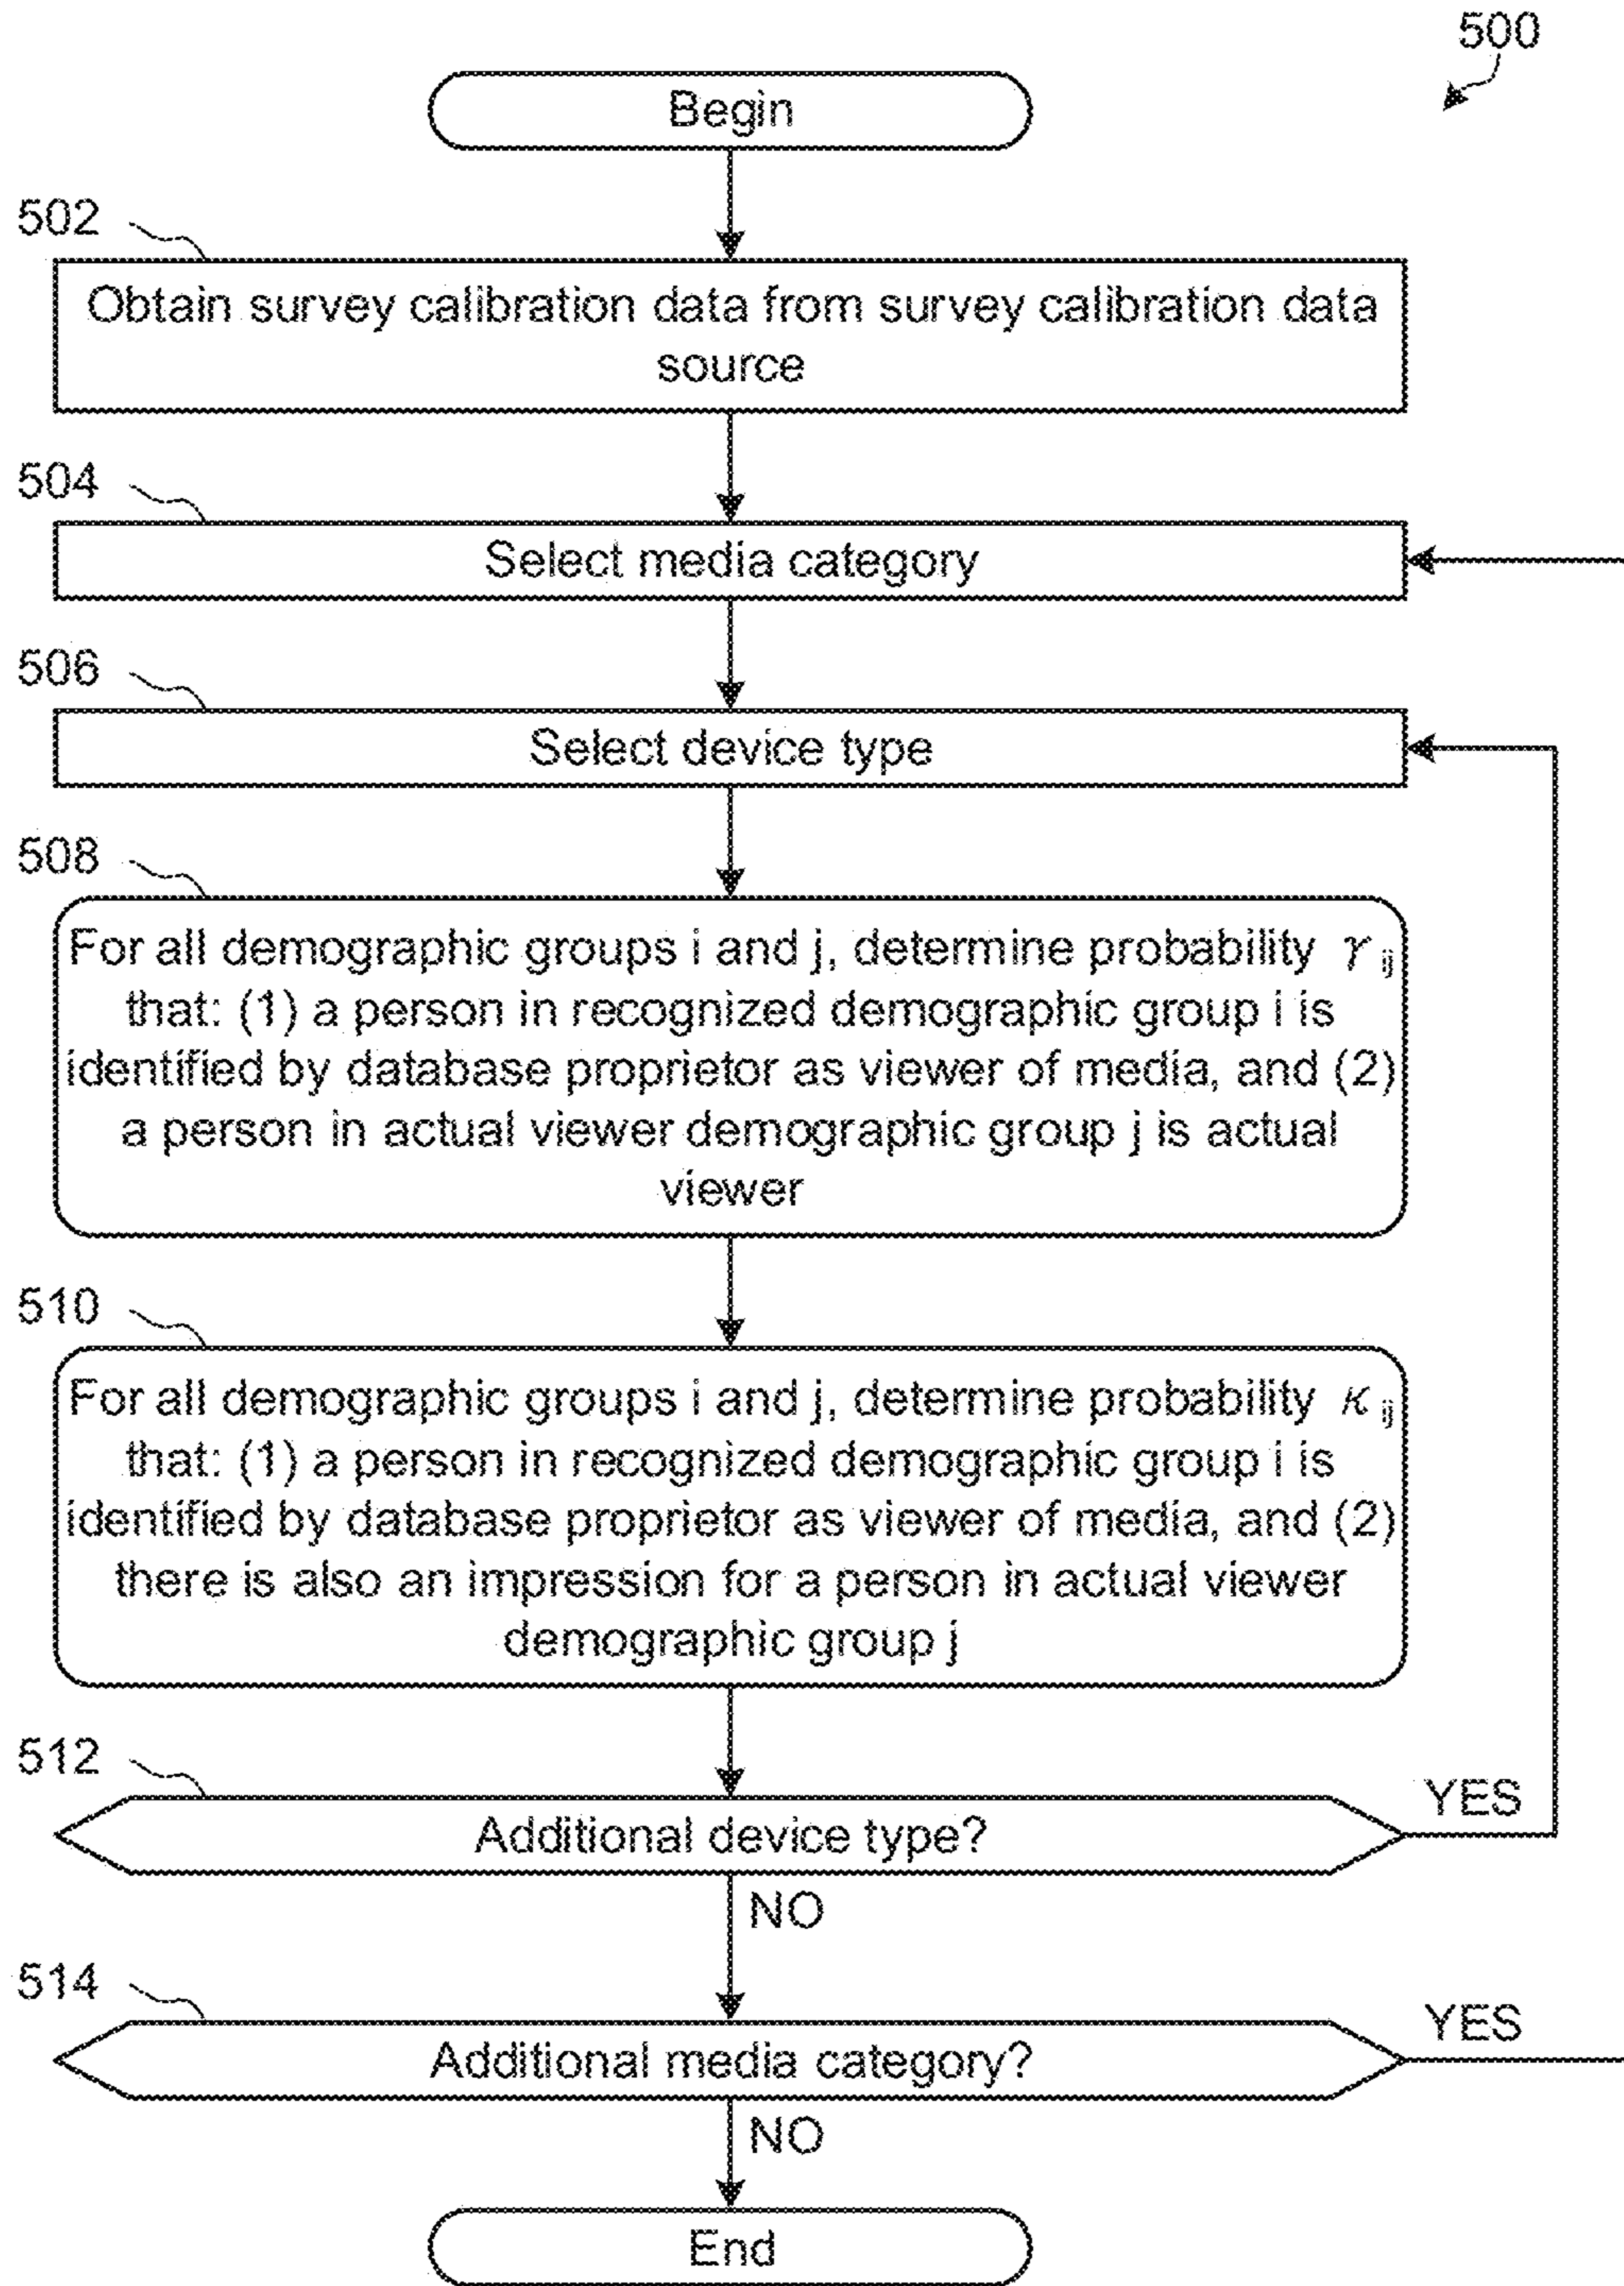 500
Begin
502
Obtain survey calibration data from survey calibration data
source
504
Select media category
506
Select device type
508
For all demographic groups i and j, determine probability γ ij
that: (1) a person in recognized demographic group i is
identified by database proprietor as viewer of media, and (2)
a person in actual viewer demographic group j is actual
viewer
510
For all demographic groups i and j, determine probability κ ij
that: (1) a person in recognized demographic group i is
identified by database proprietor as viewer of media, and (2)
there is also an impression for a person in actual viewer
demographic group j
512
Additional device type?
YES
NO
514
Additional media category?
YES
NO
End